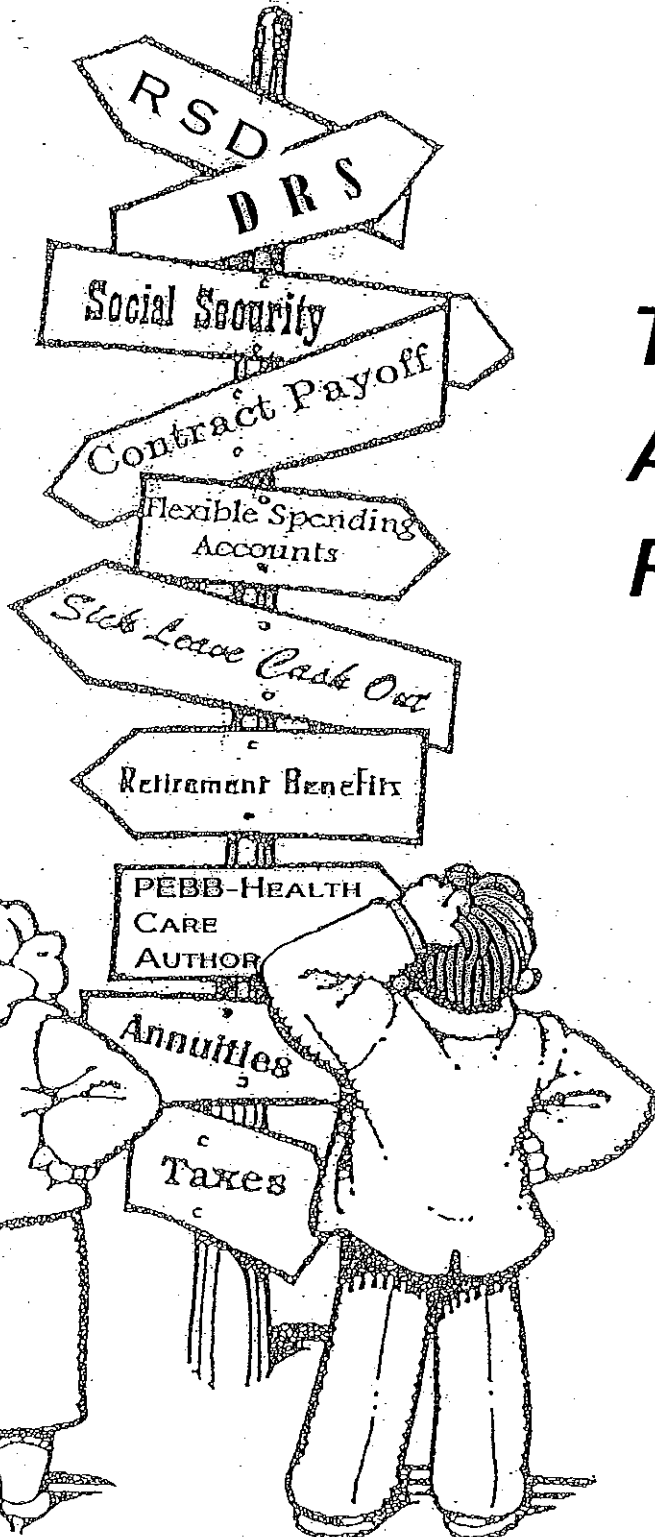 RSD
DRS
Social Security
Contract Payoff
Flexible Spending
Accounts
Sick Leave Cash Out
Retirement Benefits
PEBB-HEALTH
CARE
AUTHOR
Annuities
Taxes
T
A